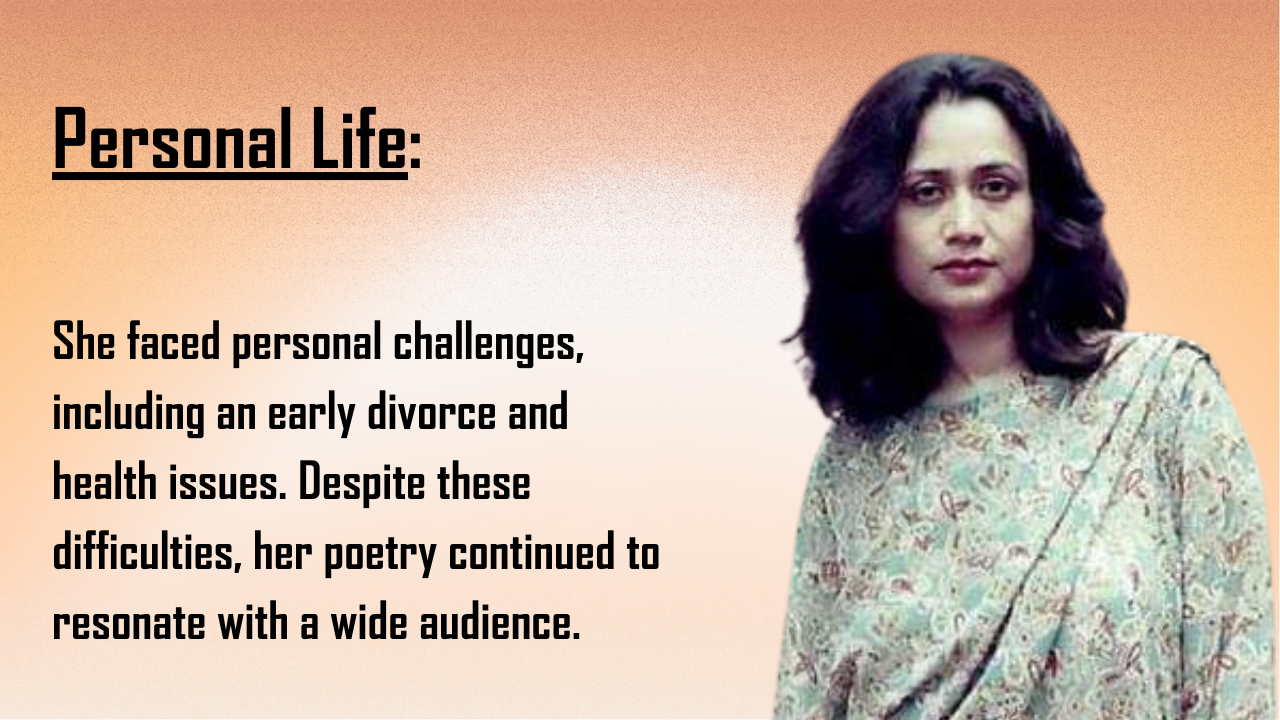 Personal Life:
She faced personal challenges,
including an early divorce and
health issues. Despite these
difficulties, her poetry continued to
resonate with a wide audience.